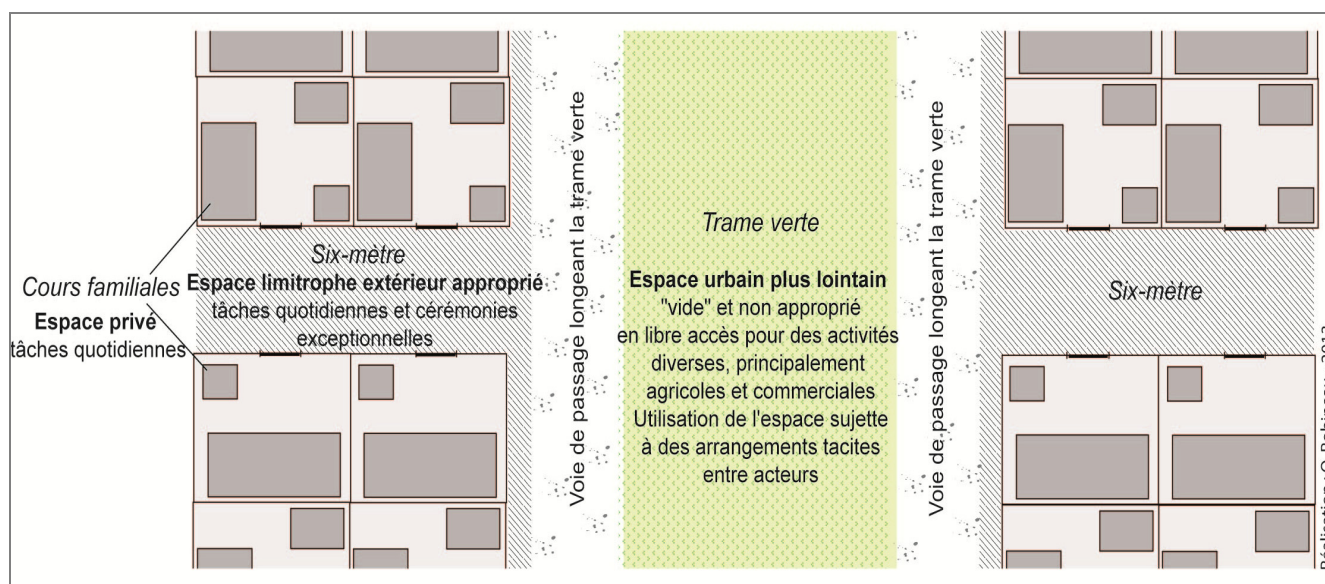 Cours familiales
Espace privé
tâches quotidiennes
Six-mètre
Espace limitrophe extérieur approprié
tâches quotidiennes et cérémonies
exceptionnelles
Voie de passage longeant la trame verte
Trame verte
Espace urbain plus lointain
"vide" et non approprié
en libre accès pour des activités
diverses, principalement
agricoles et commerciales
Utilisation de l'espace sujette
à des arrangements tacites
entre acteurs
Voie de passage longeant la trame verte
Six-mètre
Réalisation : O.Robineau, 2013